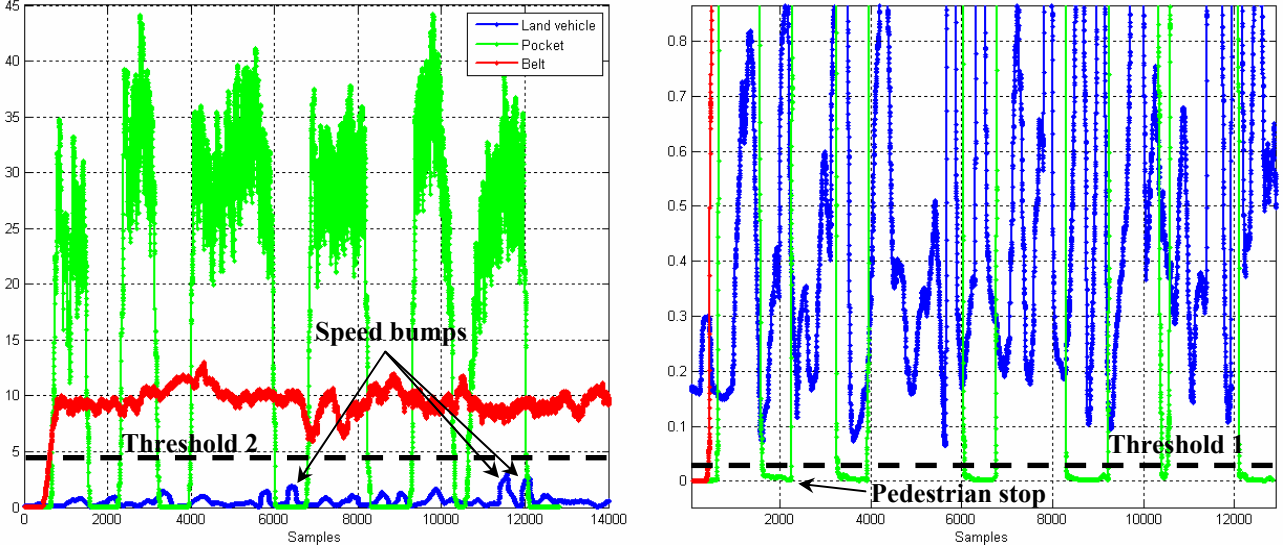 45
40
35
30
25
20
15
10
5
0
Land vehicle
Pocket
Belt
Speed bumps
Threshold 2
0 2000 4000 6000 8000 10000 12000 14000
Samples
0.8
0.7
0.6
0.5
0.4
0.3
0.2
0.1
0
Threshold 1
Pedestrian stop
2000 4000 6000 8000 10000 12000
Samples